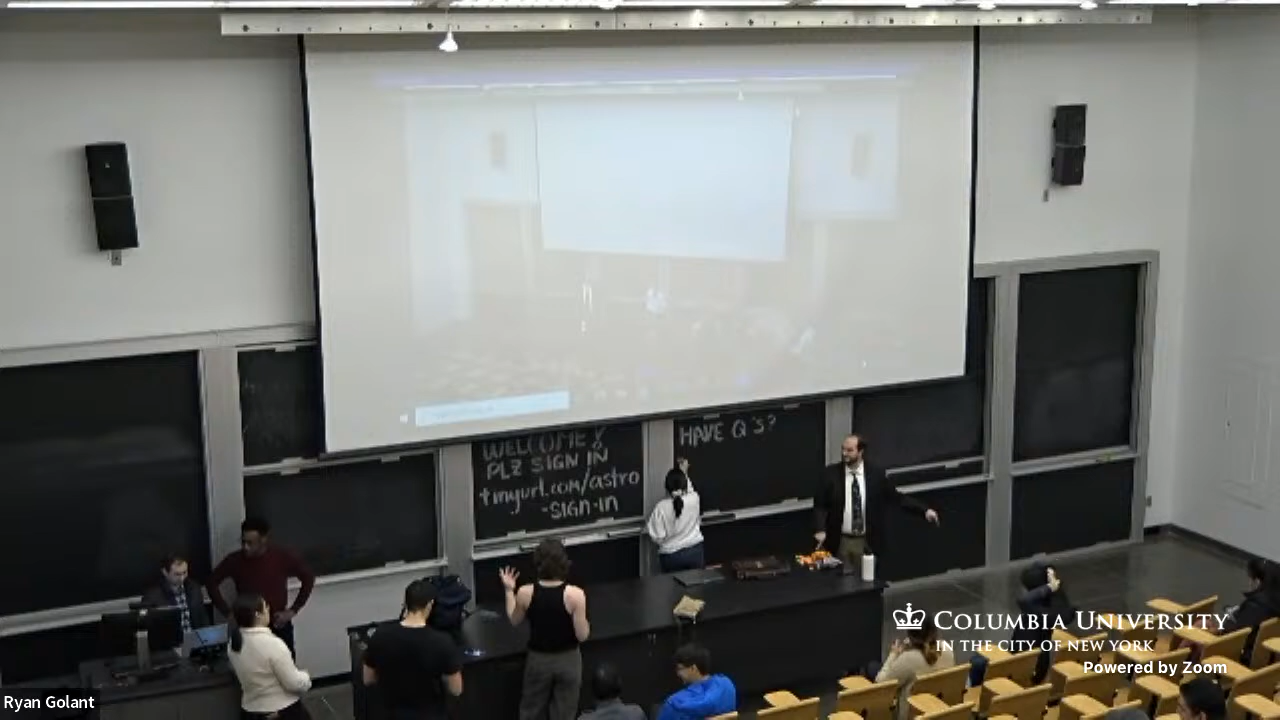 WELCOME!
PLZ SIGN IN
tinyurl.com/astro
-SIGN-IN
HAVE Q'S?
COLUMBIA UNIVERSITY
IN THE CITY OF NEW YORK
Powered by Zoom
Ryan Golant